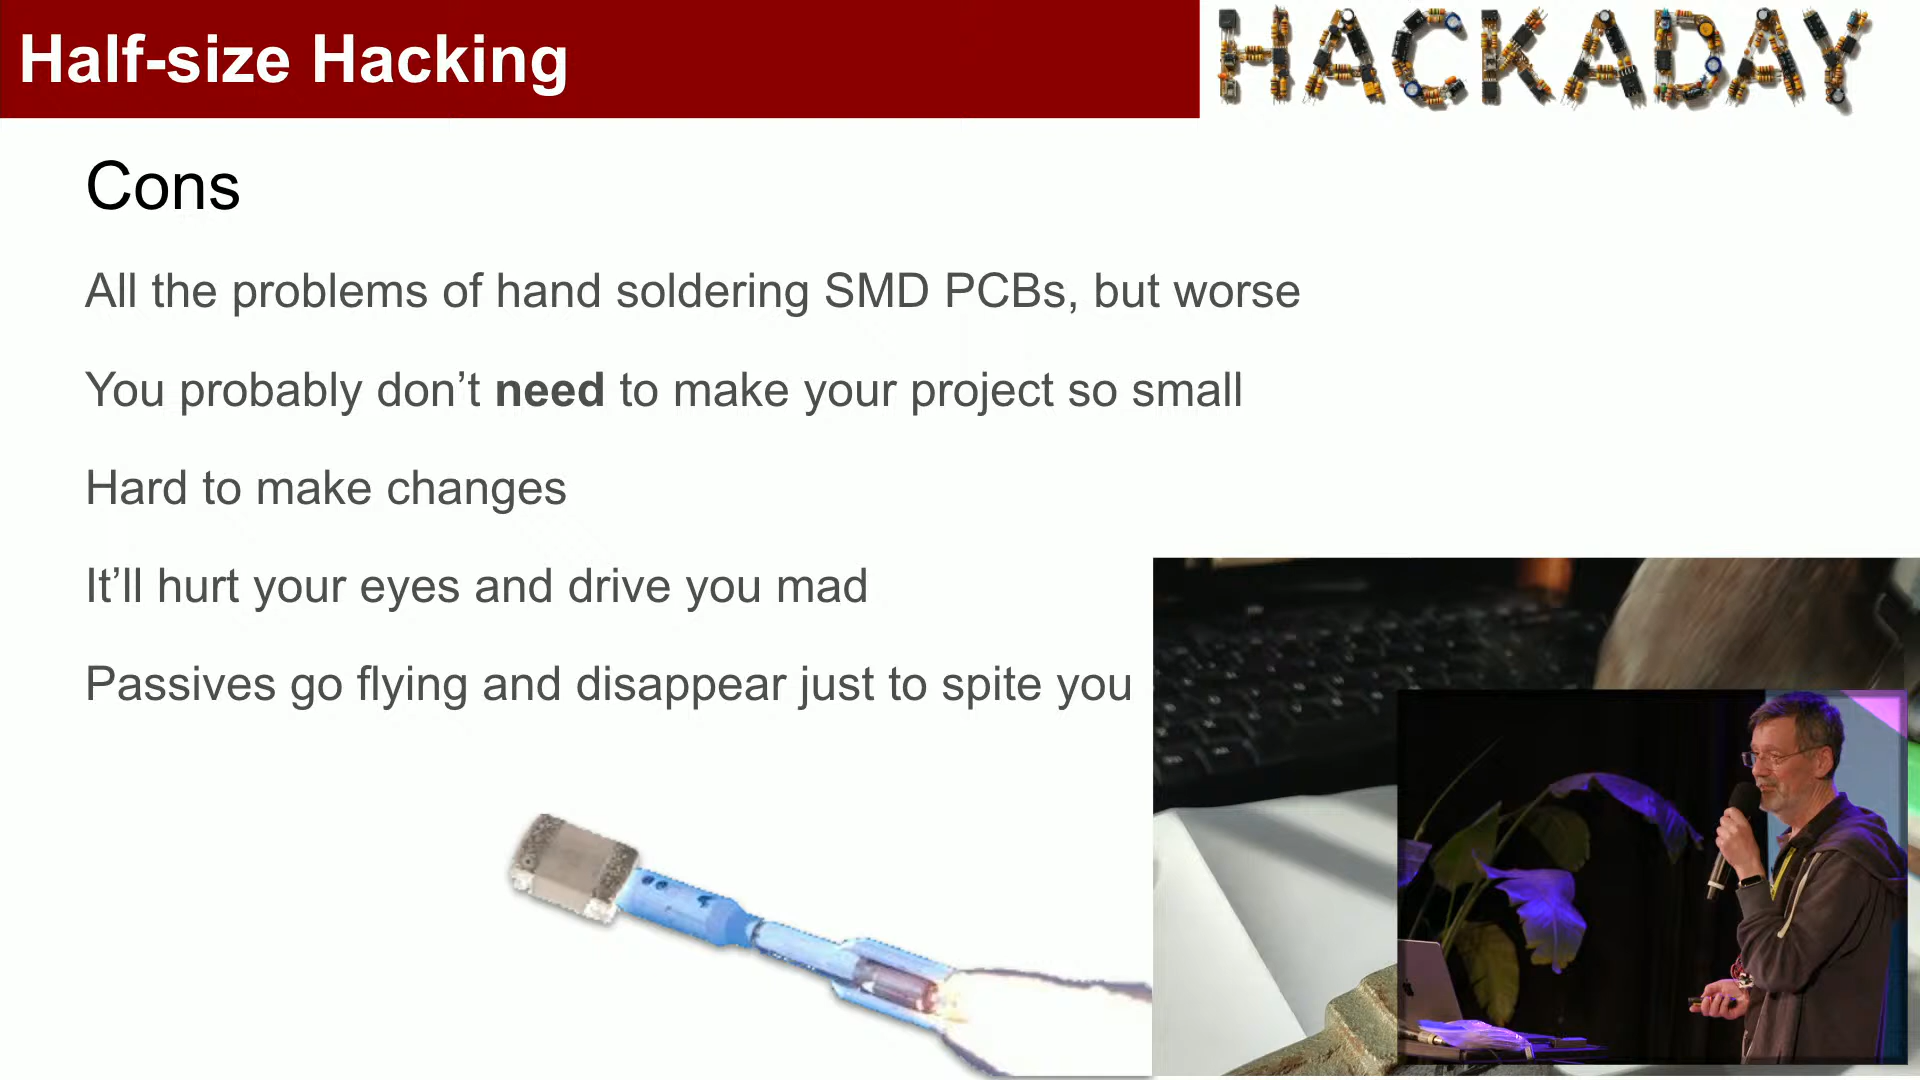 Half-size Hacking
HACKADAY
Cons
All the problems of hand soldering SMD PCBs, but worse
You probably don’t need to make your project so small
Hard to make changes
It’ll hurt your eyes and drive you mad
Passives go flying and disappear just to spite you